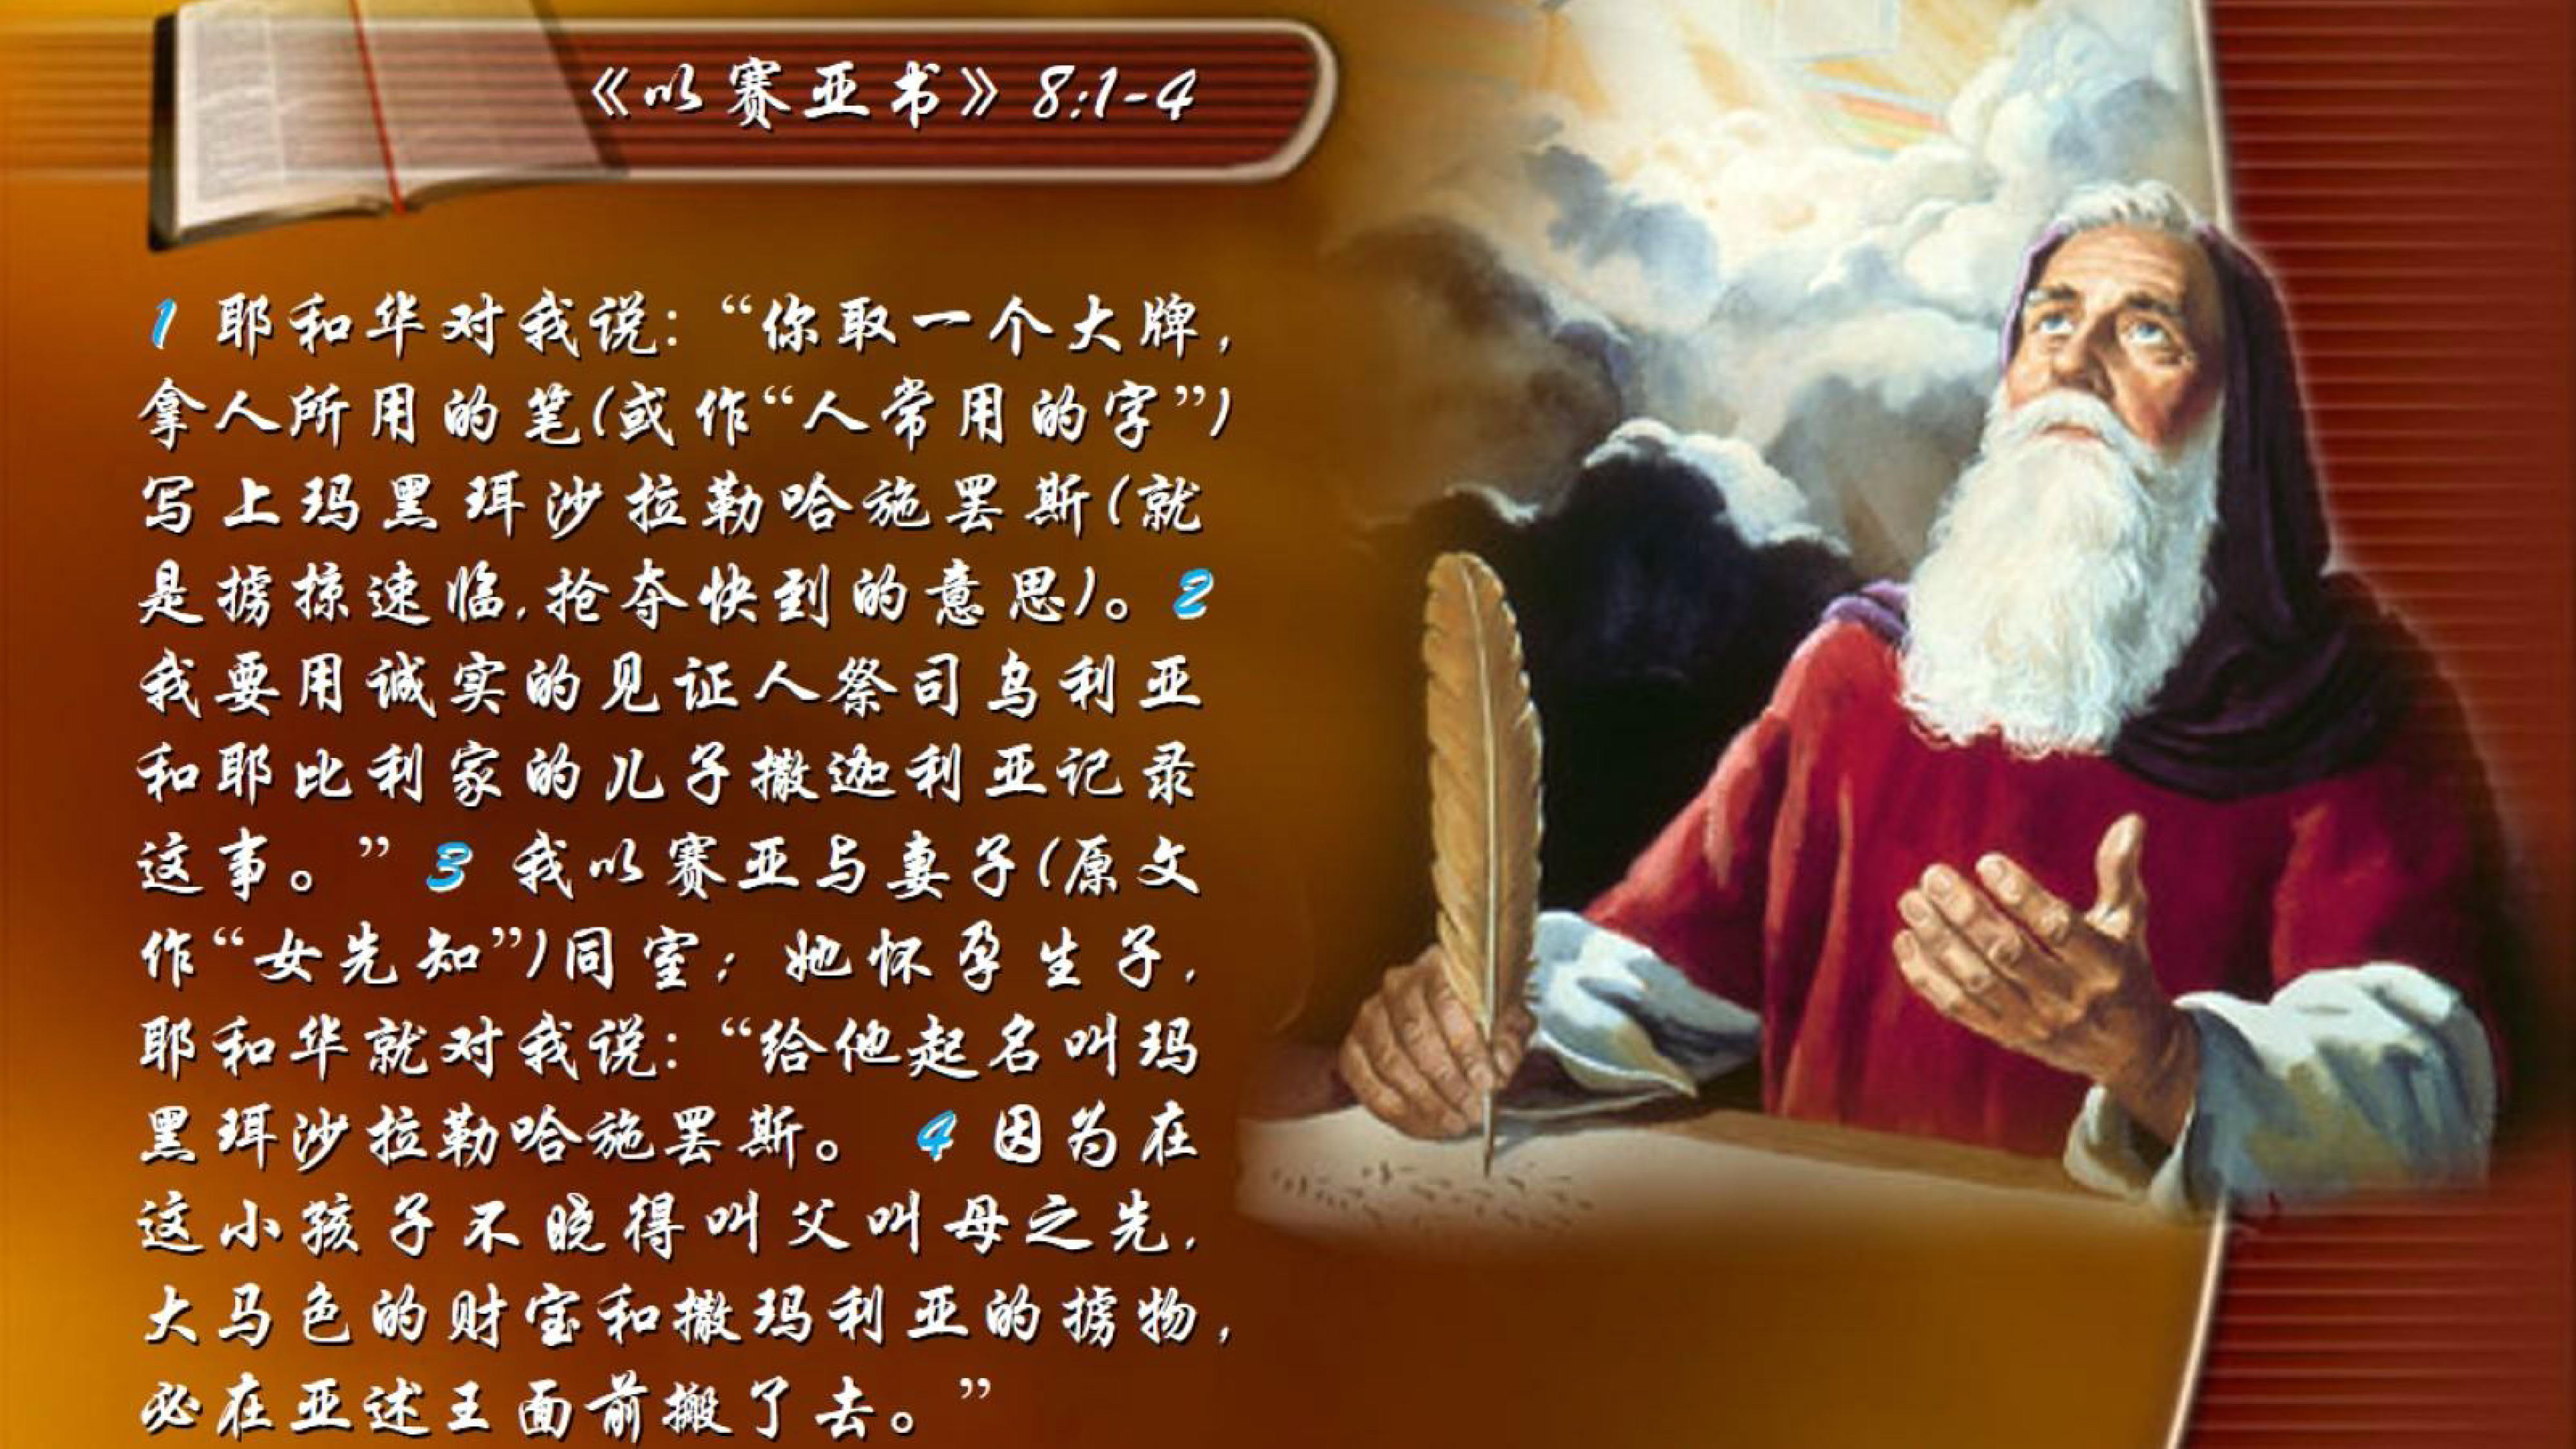 《以赛亚书》8:1-4
1 耶和华对我说：“你取一个大牌，
拿人所用的笔(或作“人常用的字”)
写上玛黑珥沙拉勒哈施罢斯(就
是掳掠速临,抢夺快到的意思)。2
我要用诚实的见证人祭司乌利亚
和耶比利家的儿子撒迦利亚记录
这事。” 3 我以赛亚与妻子(原文
作“女先知”)同室；她怀孕生子,
耶和华就对我说：“给他起名叫玛
黑珥沙拉勒哈施罢斯。 4 因为在
这小孩子不晓得叫父叫母之先,
大马色的财宝和撒玛利亚的掳物，
必在亚述王面前搬了去。”